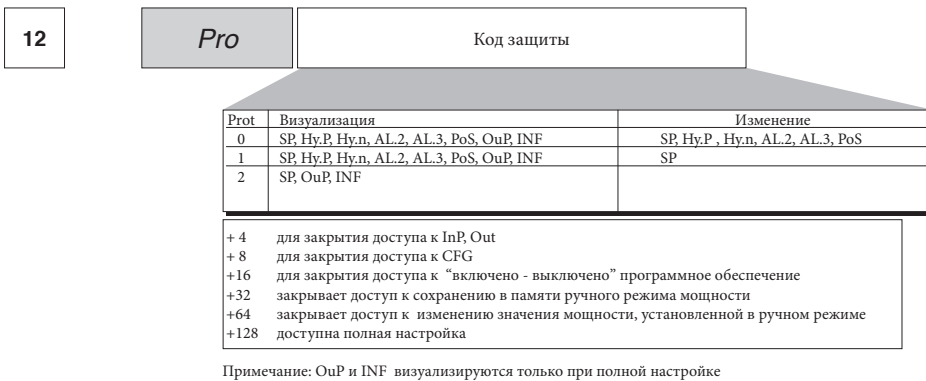 12 Pro Код защиты
Prot Визуализация Изменение
0 SP, Hy.P, Hy.n, AL.2, AL.3, PoS, OuP, INF SP, Hy.P , Hy.n, AL.2, AL.3, PoS
1 SP, Hy.P, Hy.n, AL.2, AL.3, PoS, OuP, INF SP
2 SP, OuP, INF
+ 4 для закрытия доступа к InP, Out
+ 8 для закрытия доступа к CFG
+16 для закрытия доступа к “включено - выключено” программное обеспечение
+32 закрывает доступ к сохранению в памяти ручного режима мощности
+64 закрывает доступ к изменению значения мощности, установленной в ручном режиме
+128 доступна полная настройка
Примечание: OuP и INF визуализируются только при полной настройке